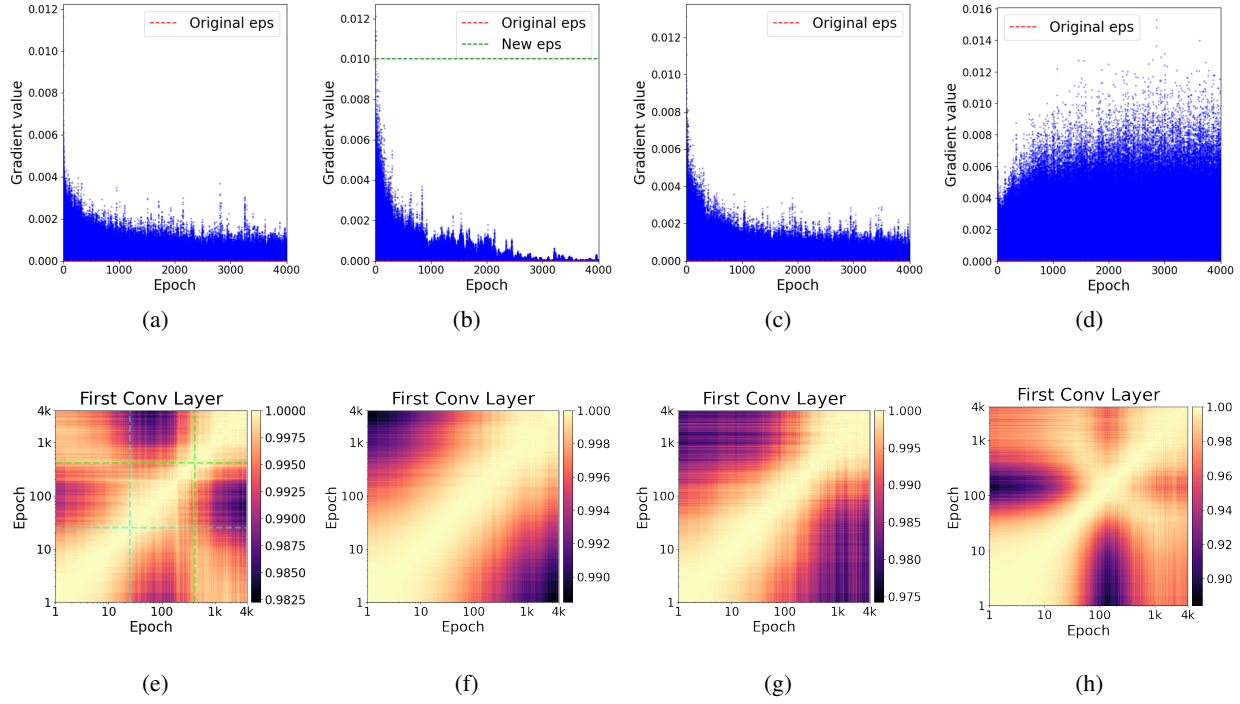 0.012
0.010
0.008
0.006
0.004
0.002
0.000
Gradient value
Original eps
0
1000
2000
3000
4000
Epoch
(a)
0.012
0.010
0.008
0.006
0.004
0.002
0.000
Gradient value
Original eps
New eps
0
1000
2000
3000
4000
Epoch
(b)
0.012
0.010
0.008
0.006
0.004
0.002
0.000
Gradient value
Original eps
0
1000
2000
3000
4000
Epoch
(c)
0.016
0.014
0.012
0.010
0.008
0.006
0.004
0.002
0.000
Gradient value
Original eps
0
1000
2000
3000
4000
Epoch
(d)
First Conv Layer
4k
1k
100
10
1
Epoch
1
10
100
1k
4k
Epoch
1.0000
0.9975
0.9950
0.9925
0.9900
0.9875
0.9850
0.9825
(e)
First Conv Layer
4k
1k
100
10
1
Epoch
1
10
100
1k
4k
Epoch
1.000
0.998
0.996
0.994
0.992
0.990
(f)
First Conv Layer
4k
1k
100
10
1
Epoch
1
10
100
1k
4k
Epoch
1.000
0.995
0.990
0.985
0.980
0.975
(g)
First Conv Layer
4k
1k
100
10
1
Epoch
1
10
100
1k
4k
Epoch
1.00
0.98
0.96
0.94
0.92
0.90
(h)